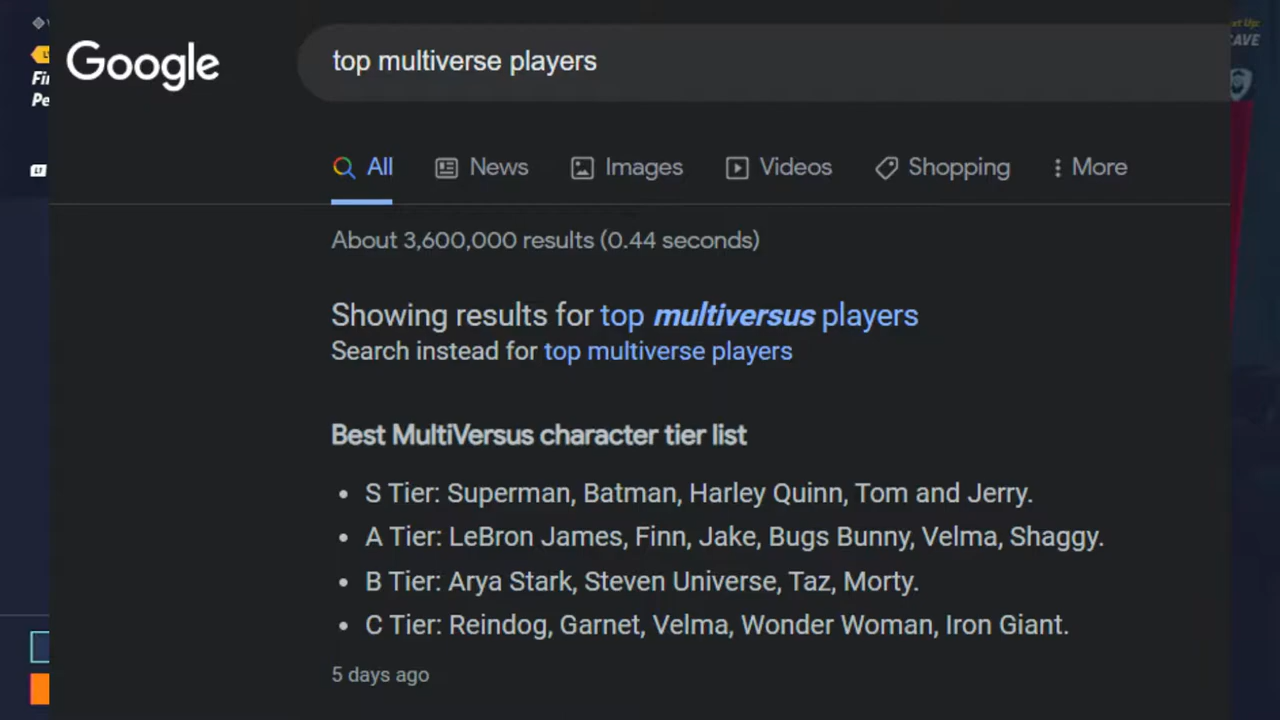 Google
top multiverse players
All News Images Videos Shopping More
About 3,600,000 results (0.44 seconds)
Showing results for top multiversus players
Search instead for top multiverse players
Best MultiVersus character tier list
• S Tier: Superman, Batman, Harley Quinn, Tom and Jerry.
• A Tier: LeBron James, Finn, Jake, Bugs Bunny, Velma, Shaggy.
• B Tier: Arya Stark, Steven Universe, Taz, Morty.
• C Tier: Reindog, Garnet, Velma, Wonder Woman, Iron Giant.
5 days ago